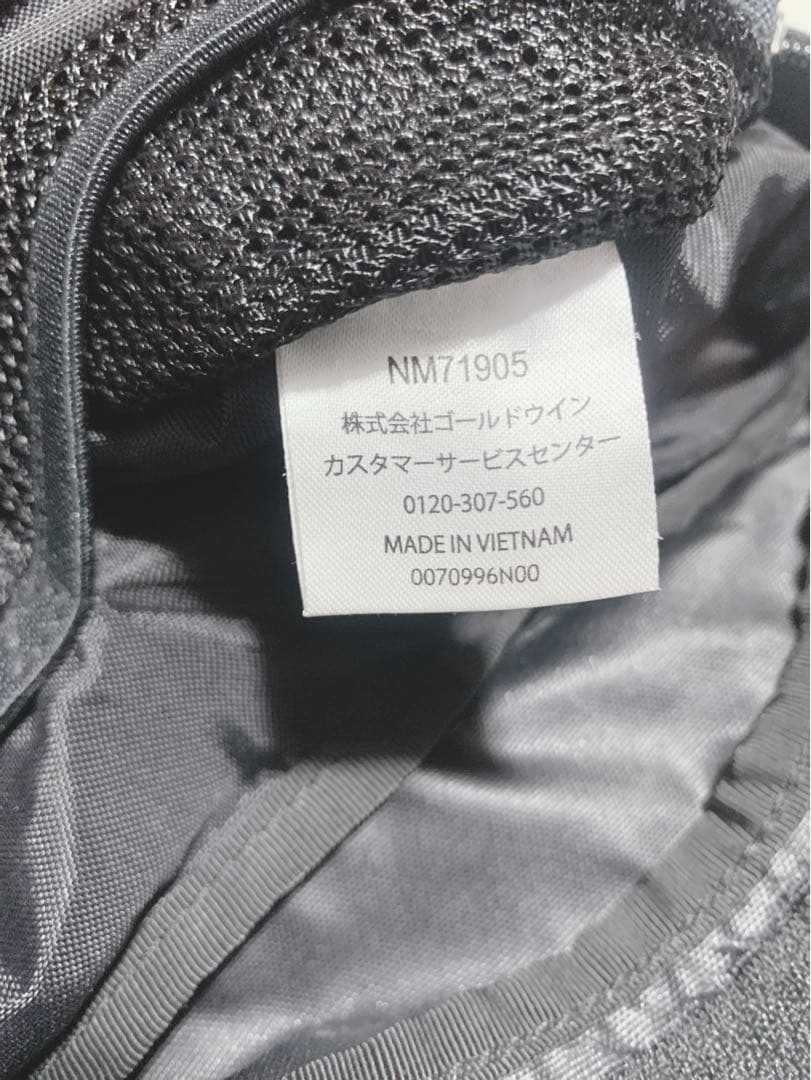 NM71905
株式会社ゴールドウイン
カスタマーサービスセンター
0120-307-560
MADE IN VIETNAM
0070996N00